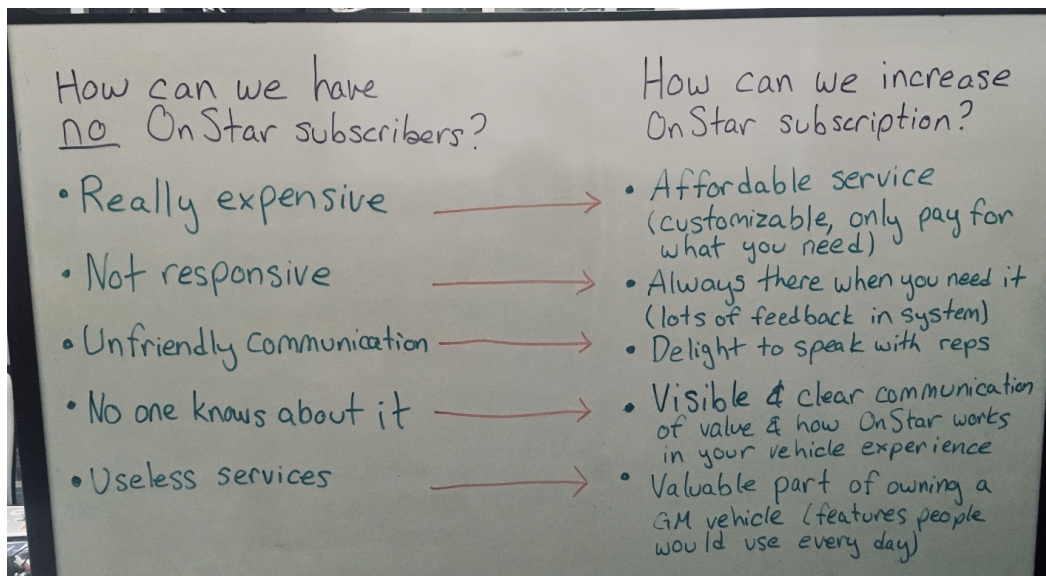 How can we have
no OnStar subscribers?
• Really expensive
• Not responsive
• Unfriendly communication
• No one knows about it
• Useless services
How can we increase
OnStar subscription?
• Affordable service
(customizable, only pay for
what you need)
• Always there when you need it
(lots of feedback in system)
• Delight to speak with reps
• Visible & clear communication
of value & how OnStar works
in your vehicle experience
• Valuable part of owning a
GM vehicle (features people
would use every day)